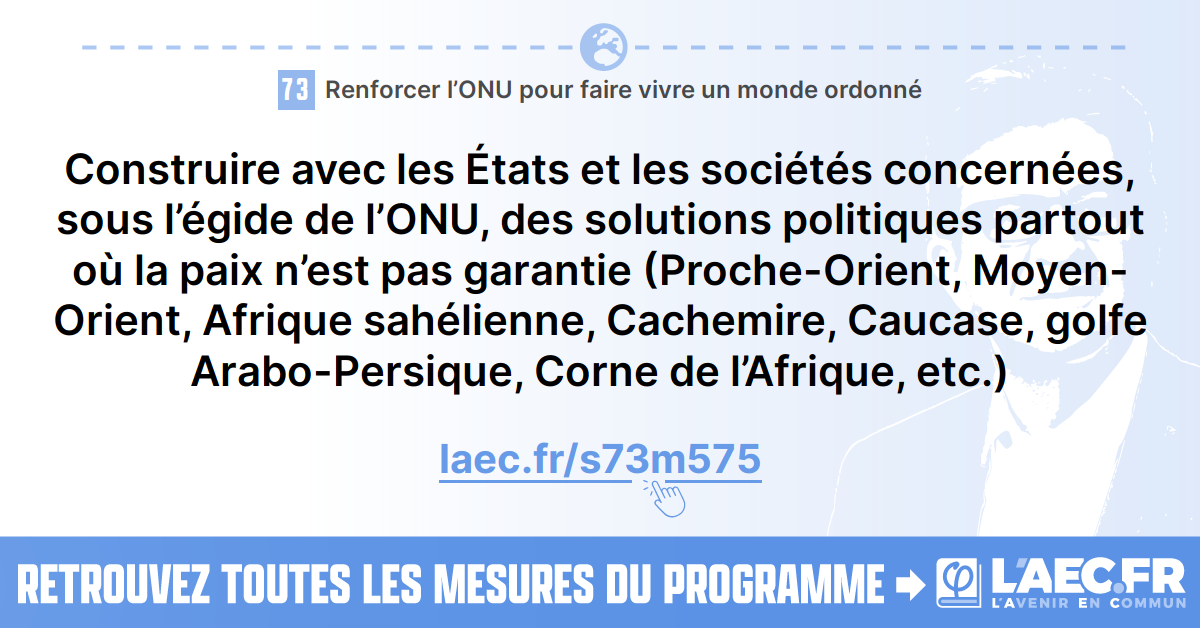 73 Renforcer l’ONU pour faire vivre un monde ordonné
Construire avec les États et les sociétés concernées,
sous l’égide de l’ONU, des solutions politiques partout
où la paix n’est pas garantie (Proche-Orient, Moyen-
Orient, Afrique sahélienne, Cachemire, Caucase, golfe
Arabo-Persique, Corne de l’Afrique, etc.)
laec.fr/s73m575
RETROUVEZ TOUTES LES MESURES DU PROGRAMME
φ L’AEC.FR
L’AVENIR EN COMMUN